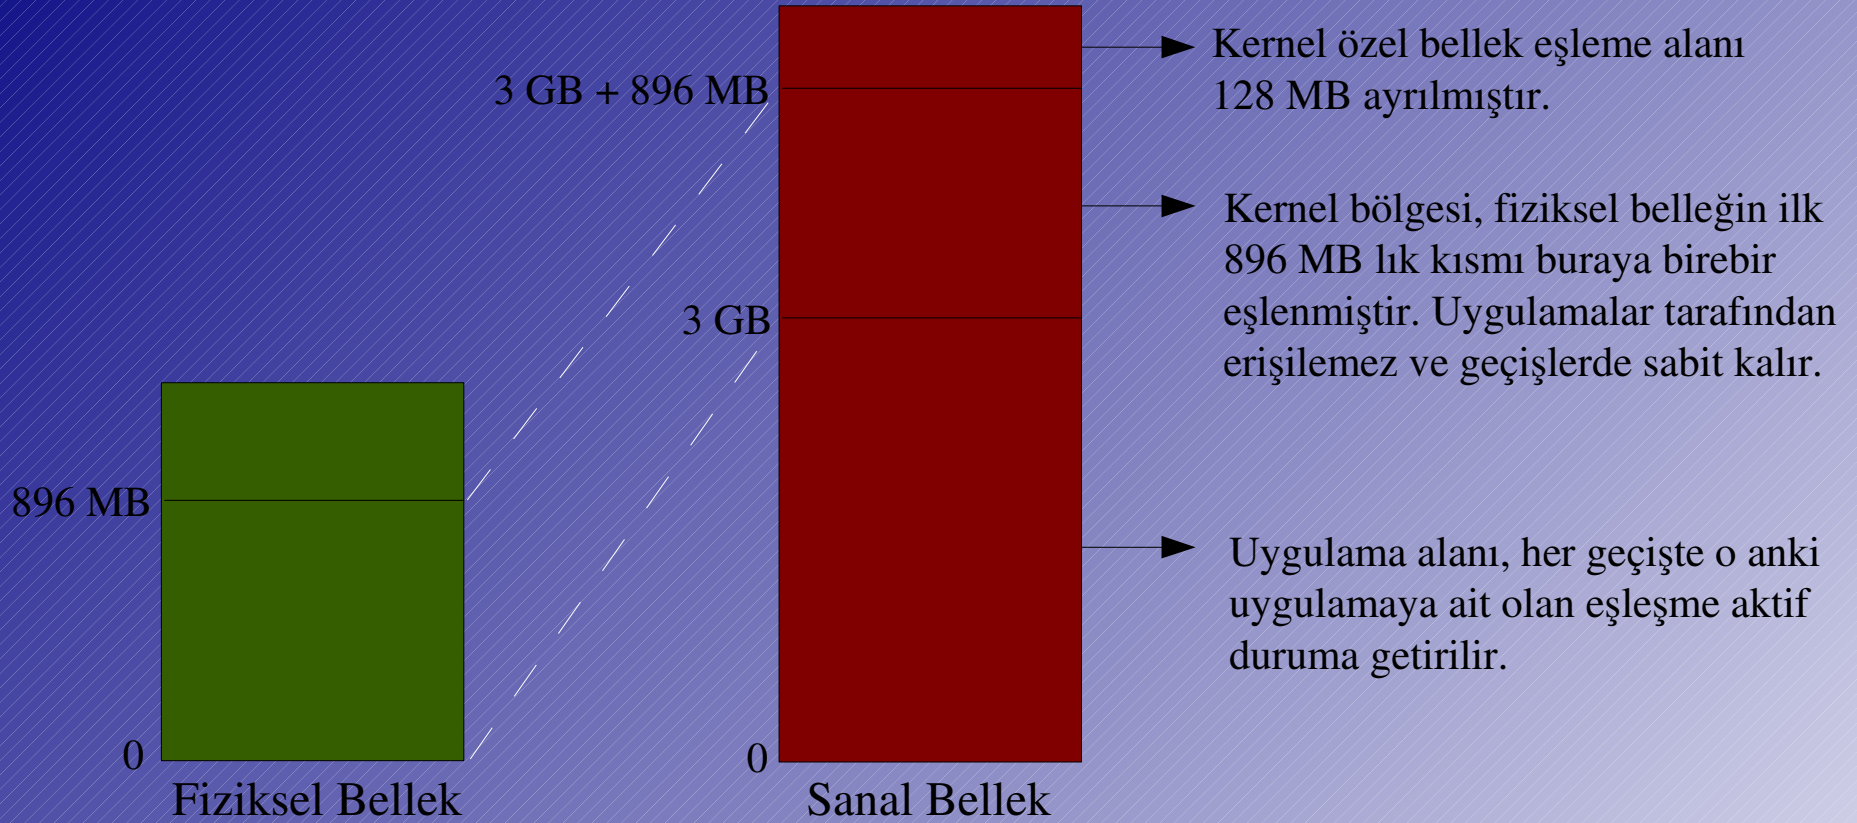 Kernel özel bellek eşleme alanı
128 MB ayrılmıştır.
3 GB + 896 MB
Kernel bölgesi, fiziksel belleğin ilk
896 MB lık kısmı buraya birebir
eşlenmiştir. Uygulamalar tarafından
erişilemez ve geçişlerde sabit kalır.
3 GB
896 MB
Uygulama alanı, her geçişte o anki
uygulamaya ait olan eşleşme aktif
duruma getirilir.
0
0
Fiziksel Bellek
Sanal Bellek